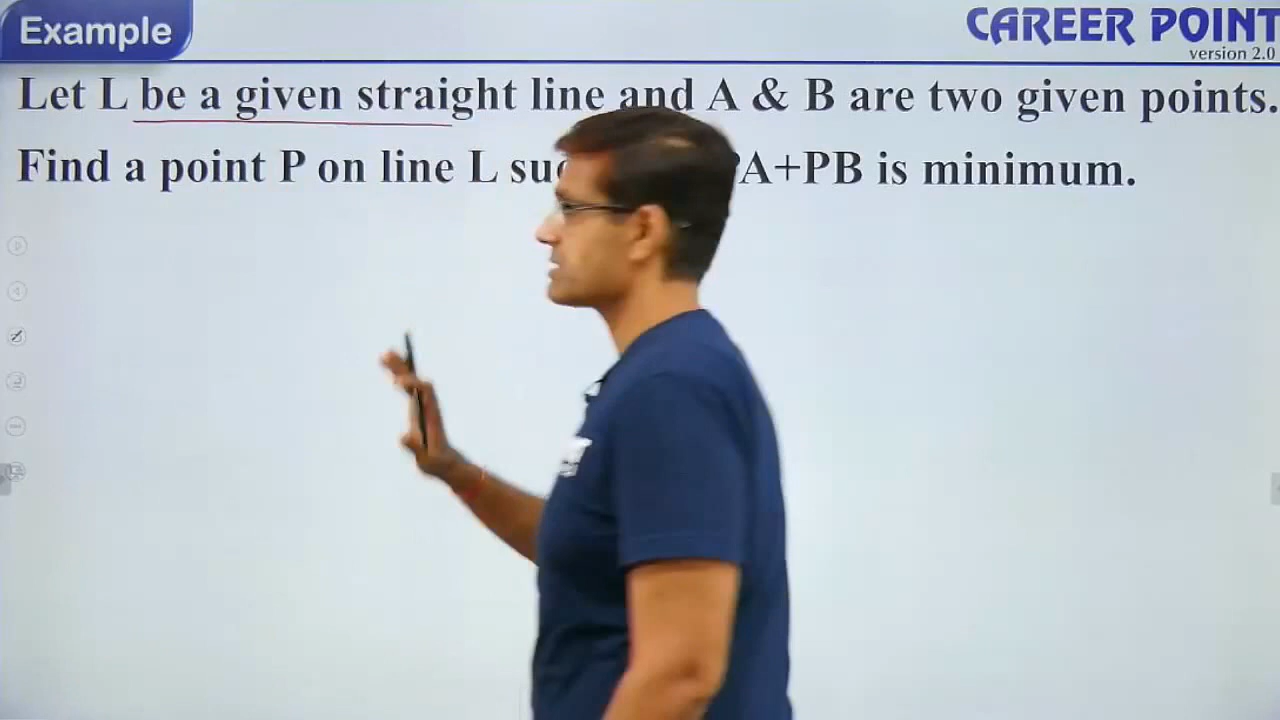 Example
CAREER POINT
version 2.0
Let L be a given straight line and A & B are two given points.
Find a point P on line L A+PB is minimum.